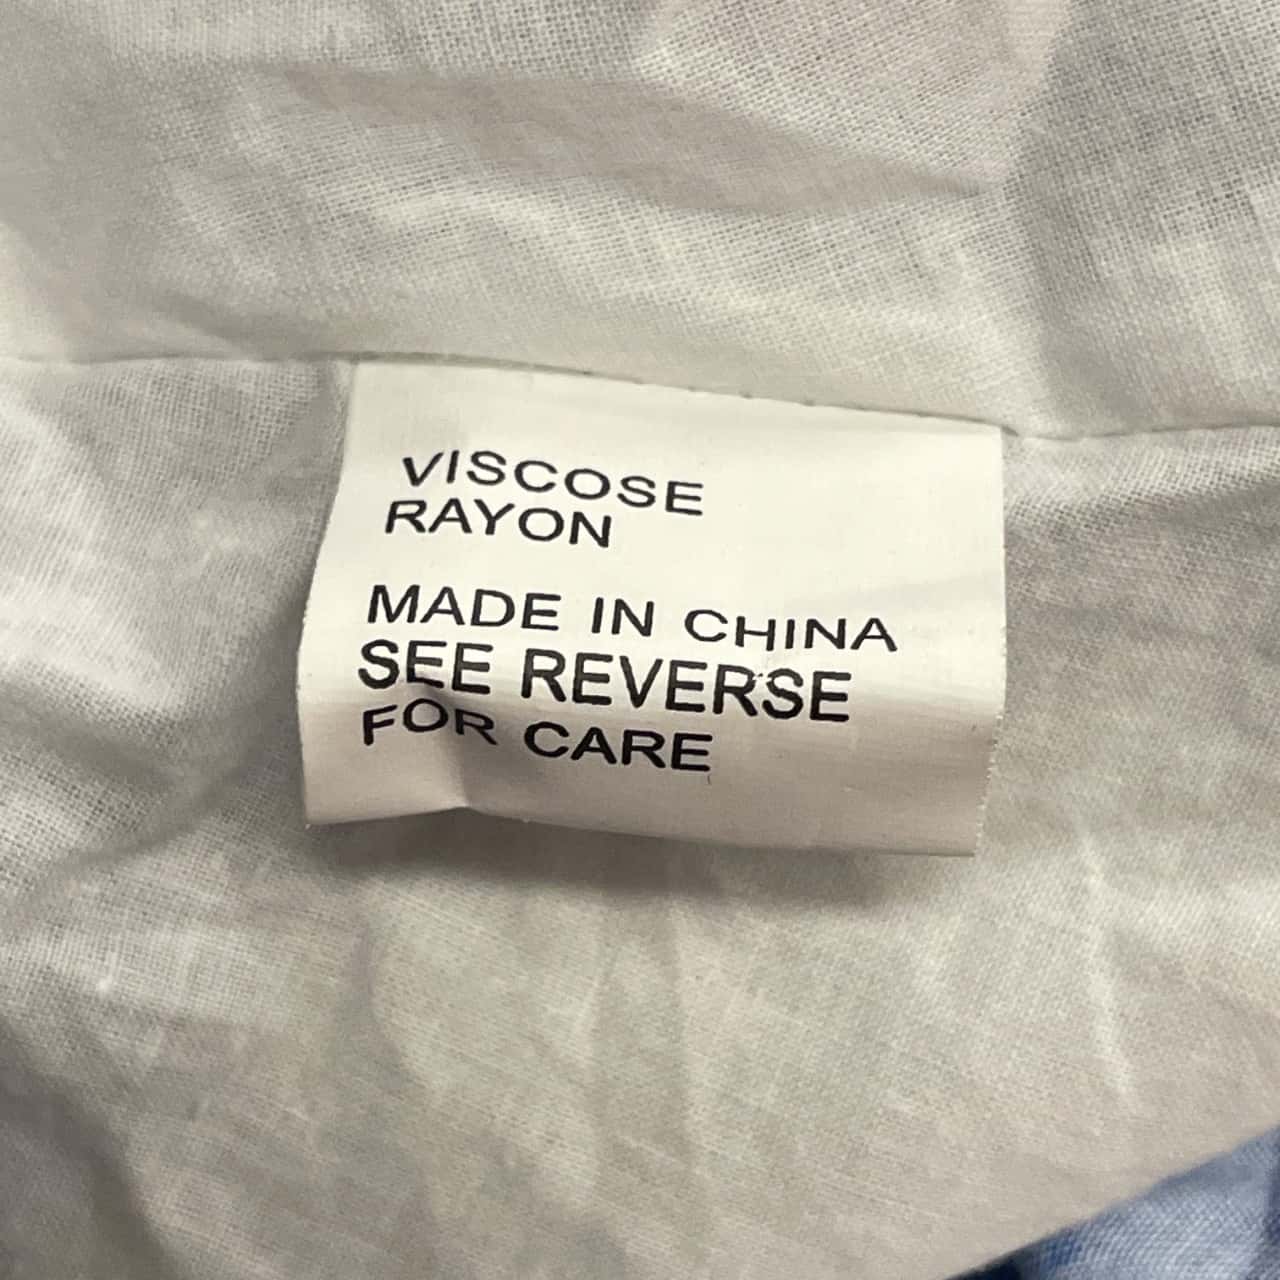 VISCOSE
RAYON
MADE IN CHINA
SEE REVERSE
FOR CARE